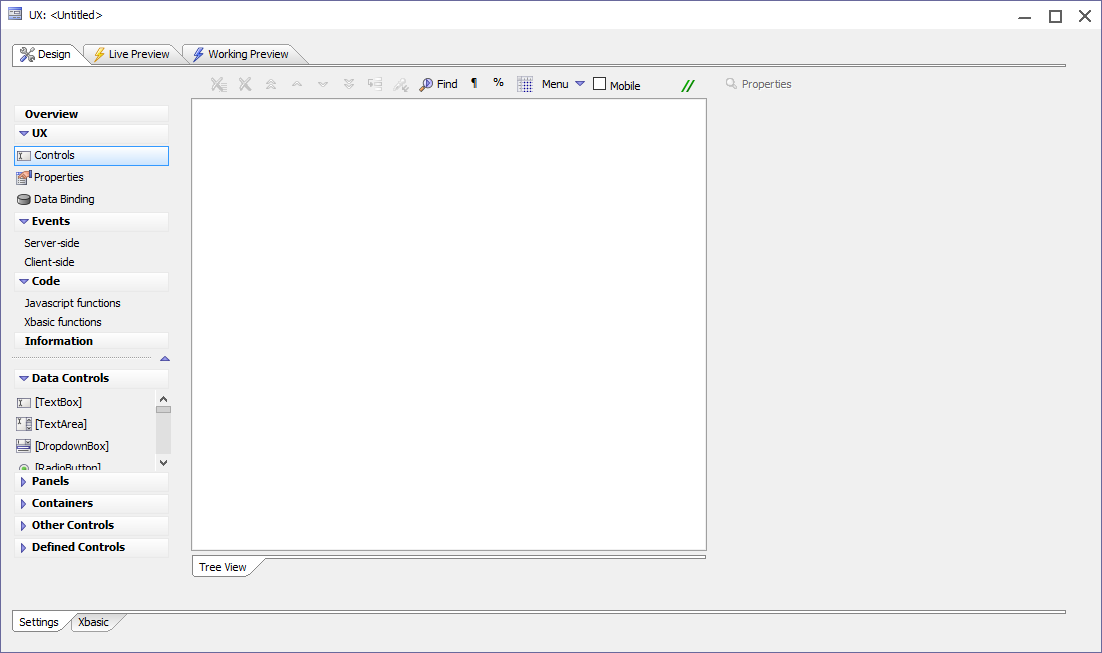 UX: <Untitled>
Design Live Preview Working Preview
Find ¶ % Menu Mobile // Properties
Overview
UX
Controls
Properties
Data Binding
Events
Server-side
Client-side
Code
Javascript functions
Xbasic functions
Information
Data Controls
[TextBox]
[TextArea]
[DropdownBox]
[RadioButton]
Panels
Containers
Other Controls
Defined Controls
Tree View
Settings Xbasic